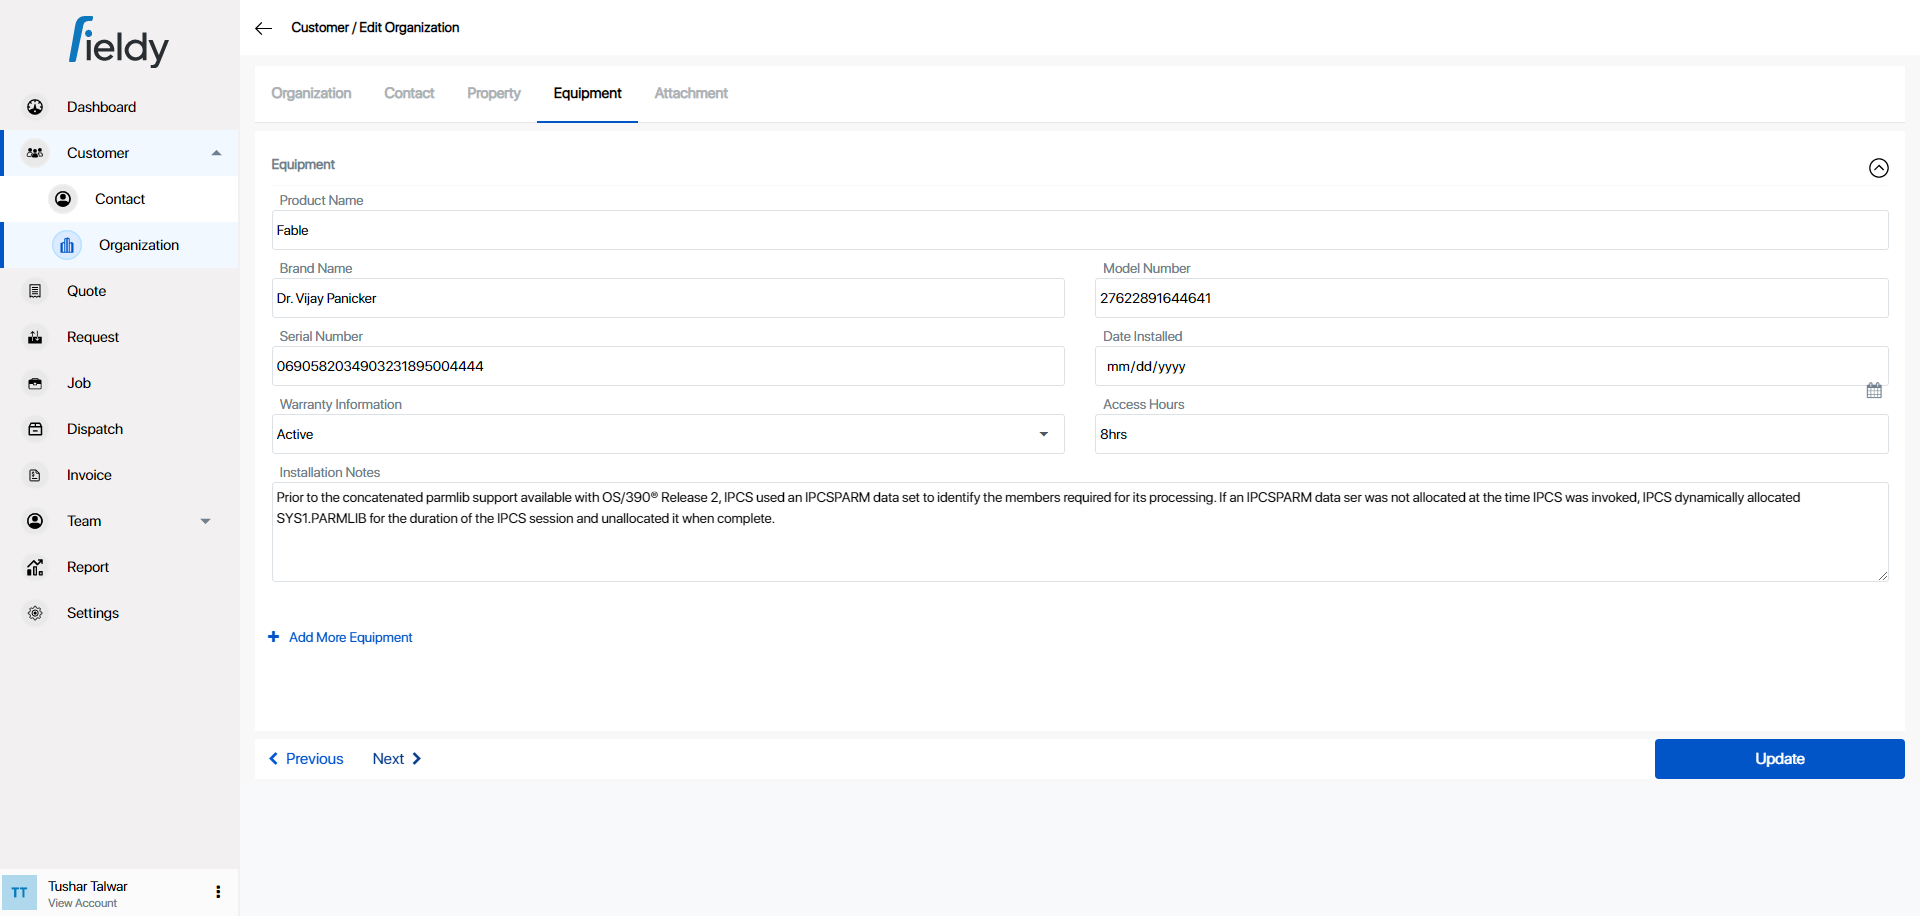 fieldy
Customer / Edit Organization
Dashboard
Customer
Contact
Organization
Quote
Request
Job
Dispatch
Invoice
Team
Report
Settings
TT
Tushar Talwar
View Account
Organization
Contact
Property
Equipment
Attachment
Equipment
Product Name
Fable
Brand Name
Model Number
Dr. Vijay Panicker
27622891644641
Serial Number
Date Installed
0690582034903231895004444
mm/dd/yyyy
Warranty Information
Access Hours
Active
8hrs
Installation Notes
Prior to the concatenated parmlib support available with OS/390® Release 2, IPCS used an IPCSPARM data set to identify the members required for its processing. If an IPCSPARM data ser was not allocated at the time IPCS was invoked, IPCS dynamically allocated
SYS1.PARMLIB for the duration of the IPCS session and unallocated it when complete.
Add More Equipment
Previous
Next
Update